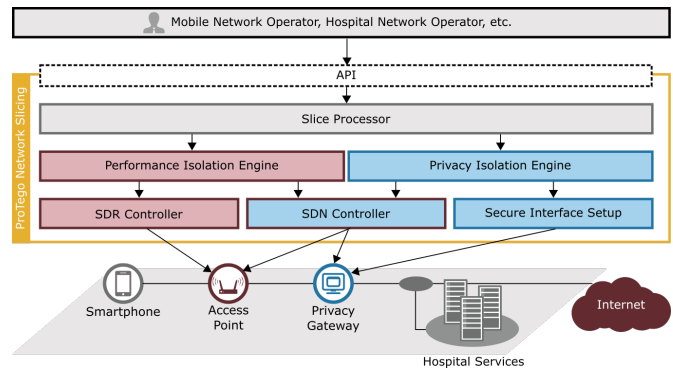 Mobile Network Operator, Hospital Network Operator, etc.
API
ProTego Network Slicing
Slice Processor
Performance Isolation Engine
Privacy Isolation Engine
SDR Controller
SDN Controller
Secure Interface Setup
Smartphone
Access
Point
Privacy
Gateway
Internet
Hospital Services